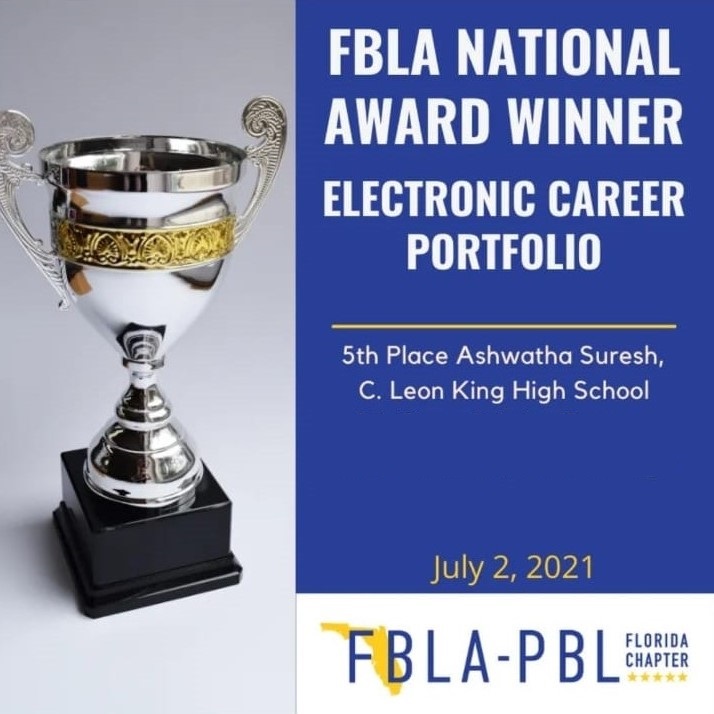 FBLA NATIONAL
AWARD WINNER
ELECTRONIC CAREER
PORTFOLIO
5th Place Ashwatha Suresh,
C. Leon King High School
July 2, 2021
FBLA-PBL FLORIDA
CHAPTER